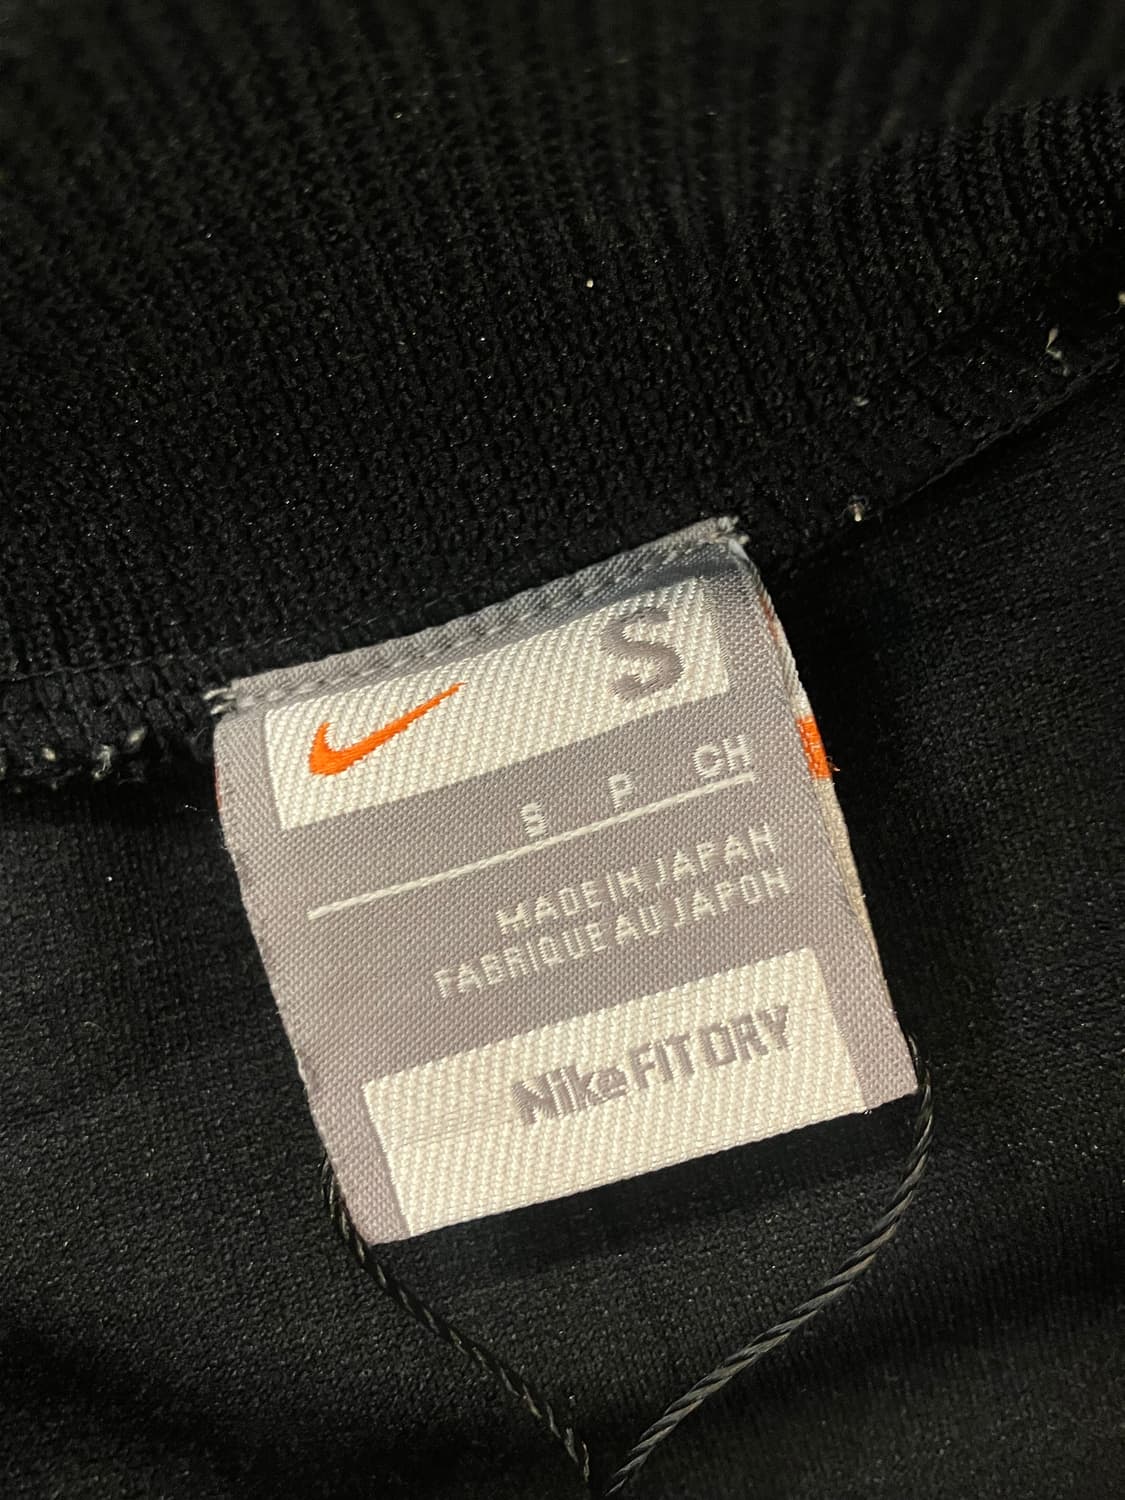 S
S P CH
MADE IN JAPAN
FABRIQUE AU JAPON
Nike FIT DRY